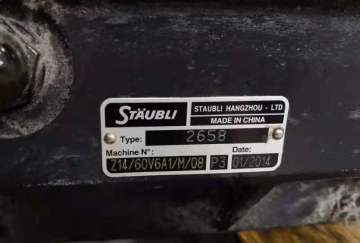 STÄUBLI
STAUBLI HANGZHOU - LTD
MADE IN CHINA
Type: 2658
Machine N°: Date:
Z14/60V6A1/M/08 P3 01/2014